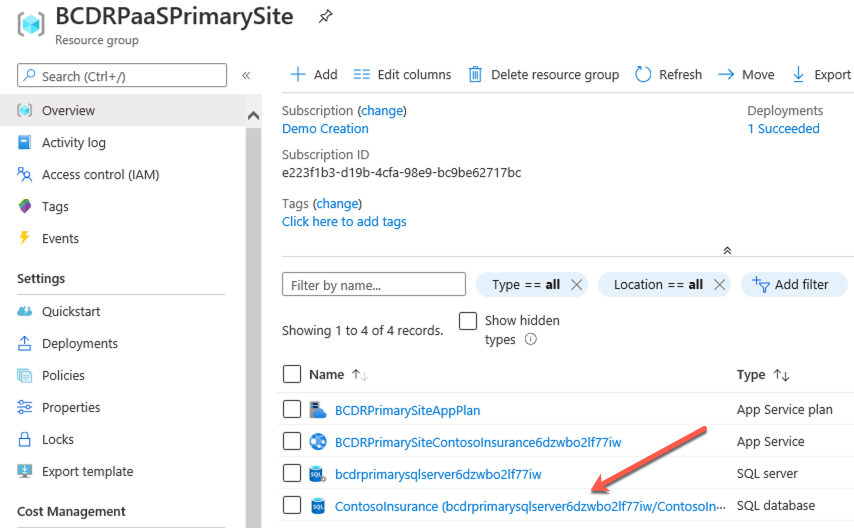 BCDRPaaSPrimarySite
Resource group
Search (Ctrl+/)
«
Overview
Activity log
Access control (IAM)
Tags
Events
Settings
Quickstart
Deployments
Policies
Properties
Locks
Export template
Cost Management
Add
Edit columns
Delete resource group
Refresh
Move
Export
Subscription (change)
Demo Creation
Deployments
1 Succeeded
Subscription ID
e223f1b3-d19b-4cfa-98e9-bc9be62717bc
Tags (change)
Click here to add tags
Filter by name...
Type == all
Location == all
Add filter
Showing 1 to 4 of 4 records.
Show hidden
types
Name
Type
BCDRPrimarySiteAppPlan
App Service plan
BCDRPrimarySiteContosoInsurance6dzwbo2lf77iw
App Service
bcdrprimarysqlserver6dzwbo2lf77iw
SQL server
ContosoInsurance (bcdrprimarysqlserver6dzwbo2lf77iw/ContosoIn···
SQL database